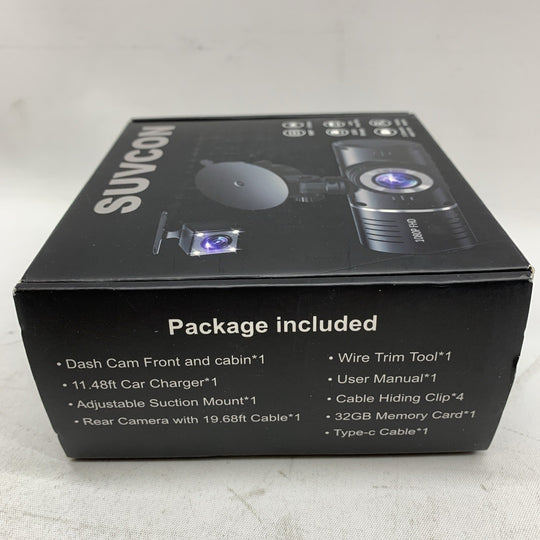 SUVCON
1080P FHD
Package included
• Dash Cam Front and cabin*1
• 11.48ft Car Charger*1
• Adjustable Suction Mount*1
• Rear Camera with 19.68ft Cable*1
• Wire Trim Tool*1
• User Manual*1
• Cable Hiding Clip*4
• 32GB Memory Card*1
• Type-c Cable*1